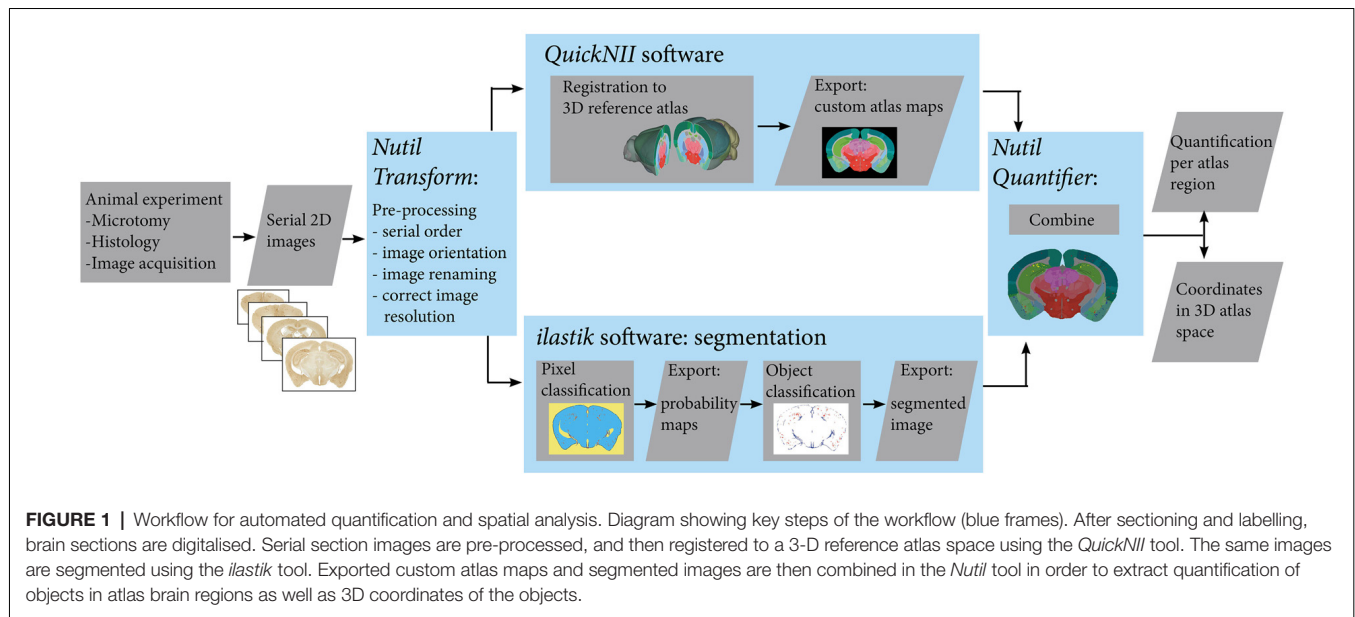 Animal experiment
-Microtomy
-Histology
-Image acquisition
Serial 2D
images
Nutil
Transform:
Pre-processing
- serial order
- image orientation
- image renaming
- correct image
resolution
QuickNII software
Registration to
3D reference atlas
Export:
custom atlas maps
ilastik software: segmentation
Pixel
classification
Export:
probability
maps
Object
classification
Export:
segmented
image
Nutil
Quantifier:
Combine
Quantification
per atlas
region
Coordinates
in 3D atlas
space
FIGURE 1 | Workflow for automated quantification and spatial analysis. Diagram showing key steps of the workflow (blue frames). After sectioning and labelling,
brain sections are digitalised. Serial section images are pre-processed, and then registered to a 3-D reference atlas space using the QuickNII tool. The same images
are segmented using the ilastik tool. Exported custom atlas maps and segmented images are then combined in the Nutil tool in order to extract quantification of
objects in atlas brain regions as well as 3D coordinates of the objects.